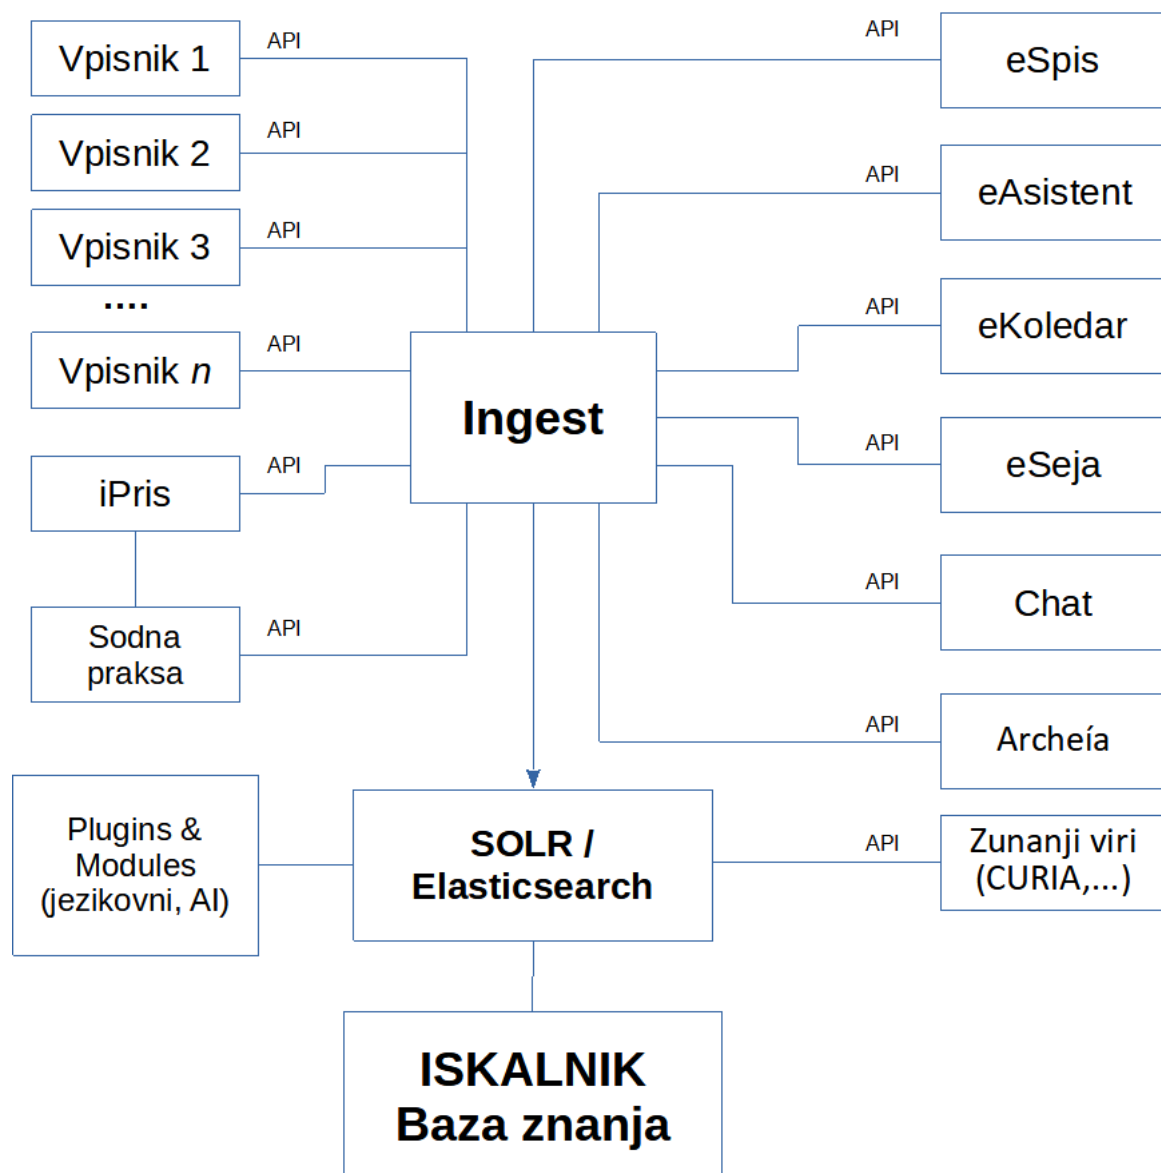 Vpisnik 1
API
Vpisnik 2
API
Vpisnik 3
API
....
Vpisnik n
API
iPris
API
Sodna
praksa
API
Ingest
API
eSpis
API
eAsistent
API
eKoledar
API
eSeja
API
Chat
API
Archeía
Plugins &
Modules
(jezikovni, AI)
SOLR /
Elasticsearch
API
Zunanji viri
(CURIA,...)
ISKALNIK
Baza znanja